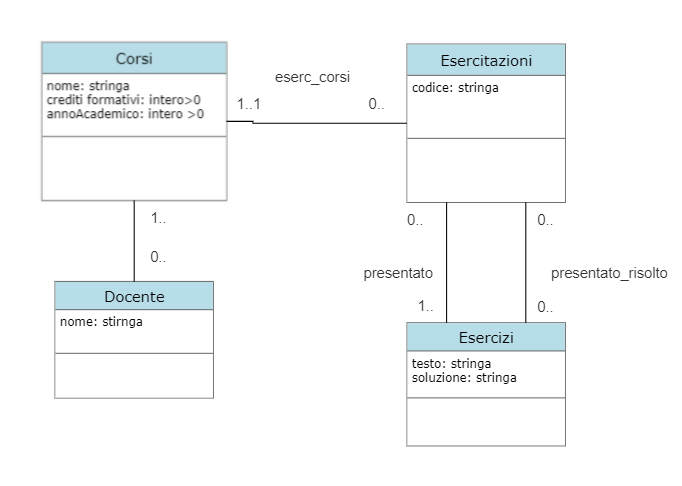 Corsi
nome: stringa
crediti formativi: intero>0
annoAcademico: intero >0
eserc_corsi
1..1
0..
Esercitazioni
codice: stringa
1..
0..
Docente
nome: stirnga
0..
0..
presentato
presentato_risolto
1..
0..
Esercizi
testo: stringa
soluzione: stringa